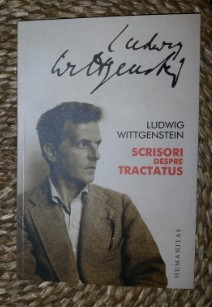 Ludwig
Wittgenstein
LUDWIG
WITTGENSTEIN
SCRISORI
DESPRE
TRACTATUS
HUMANITAS